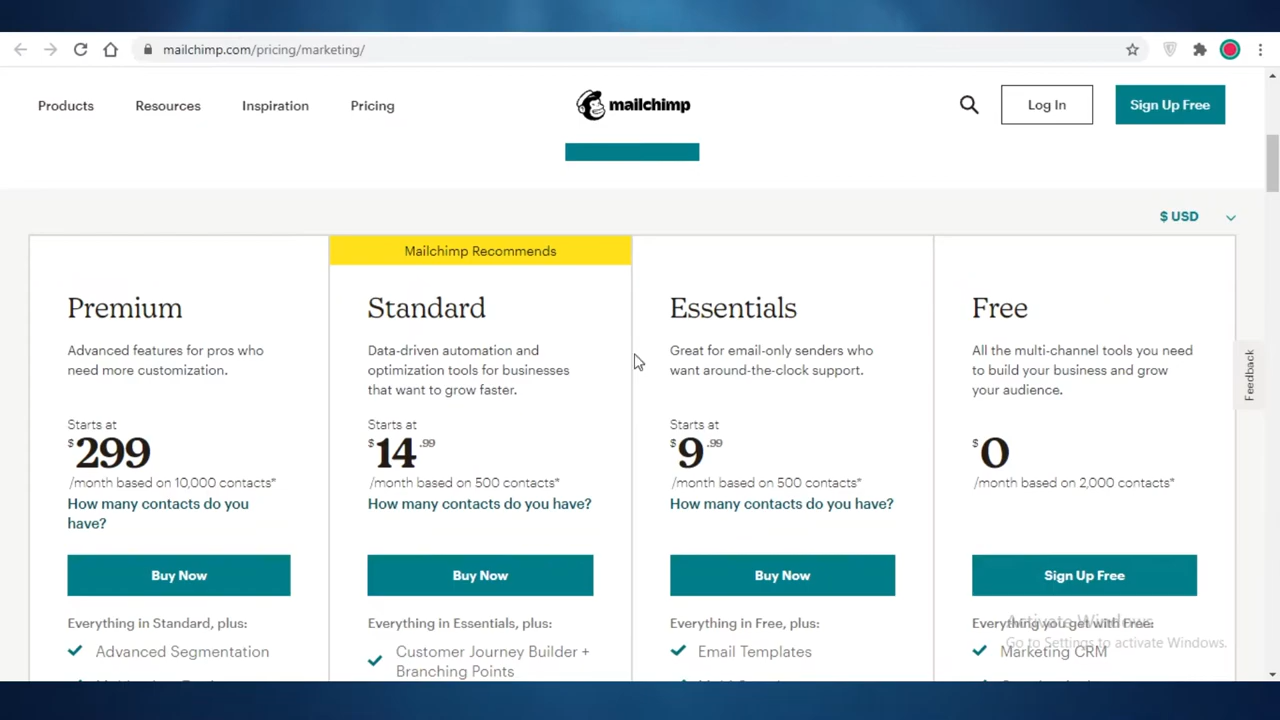 mailchimp.com/pricing/marketing/
Products
Resources
Inspiration
Pricing
mailchimp
Log In
Sign Up Free
$ USD
Mailchimp Recommends
Premium
Advanced features for pros who
need more customization.
Starts at
$299
/month based on 10,000 contacts*
How many contacts do you
have?
Buy Now
Everything in Standard, plus:
Advanced Segmentation
Standard
Data-driven automation and
optimization tools for businesses
that want to grow faster.
Starts at
$14.99
/month based on 500 contacts*
How many contacts do you have?
Buy Now
Everything in Essentials, plus:
Customer Journey Builder +
Branching Points
Essentials
Great for email-only senders who
want around-the-clock support.
Starts at
$9.99
/month based on 500 contacts*
How many contacts do you have?
Buy Now
Everything in Free, plus:
Email Templates
Free
All the multi-channel tools you need
to build your business and grow
your audience.
$0
/month based on 2,000 contacts*
Sign Up Free
Everything you get with Free:
Marketing CRM
Activate Windows
Go to Settings to activate Windows.
Feedback